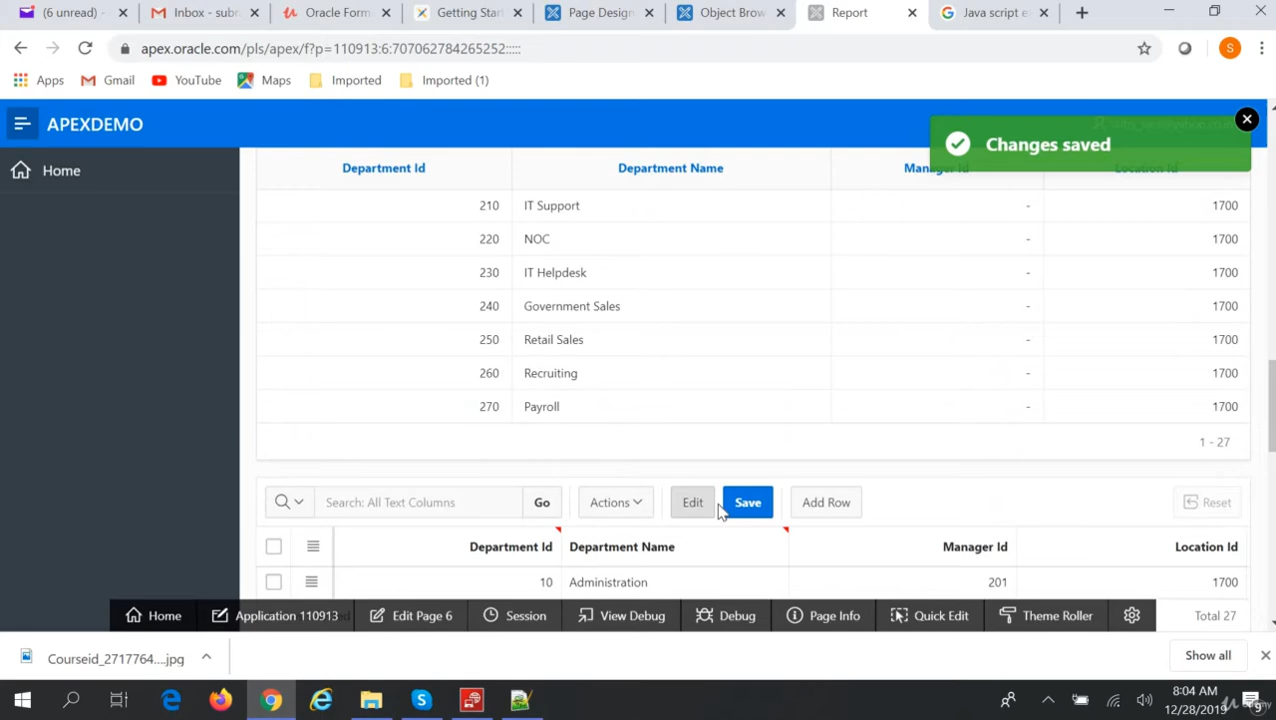 (6 unread) -
Inbox - subra
Oracle Form
Getting Star
Page Design
Object Brow
Report
Java script e
apex.oracle.com/pls/apex/f?p=110913:6:707062784265252:::::
S
Apps
Gmail
YouTube
Maps
Imported
Imported (1)
APEXDEMO
Changes saved
Home
Department Id Department Name Manager Id Location Id
210 IT Support - 1700
220 NOC - 1700
230 IT Helpdesk - 1700
240 Government Sales - 1700
250 Retail Sales - 1700
260 Recruiting - 1700
270 Payroll - 1700
1 - 27
Search: All Text Columns Go Actions Edit Save Add Row Reset
Department Id Department Name Manager Id Location Id
10 Administration 201 1700
Home Application 110913 Edit Page 6 Session View Debug Debug Page Info Quick Edit Theme Roller Total 27
Courseid_2717764....jpg Show all
8:04 AM
12/28/2019